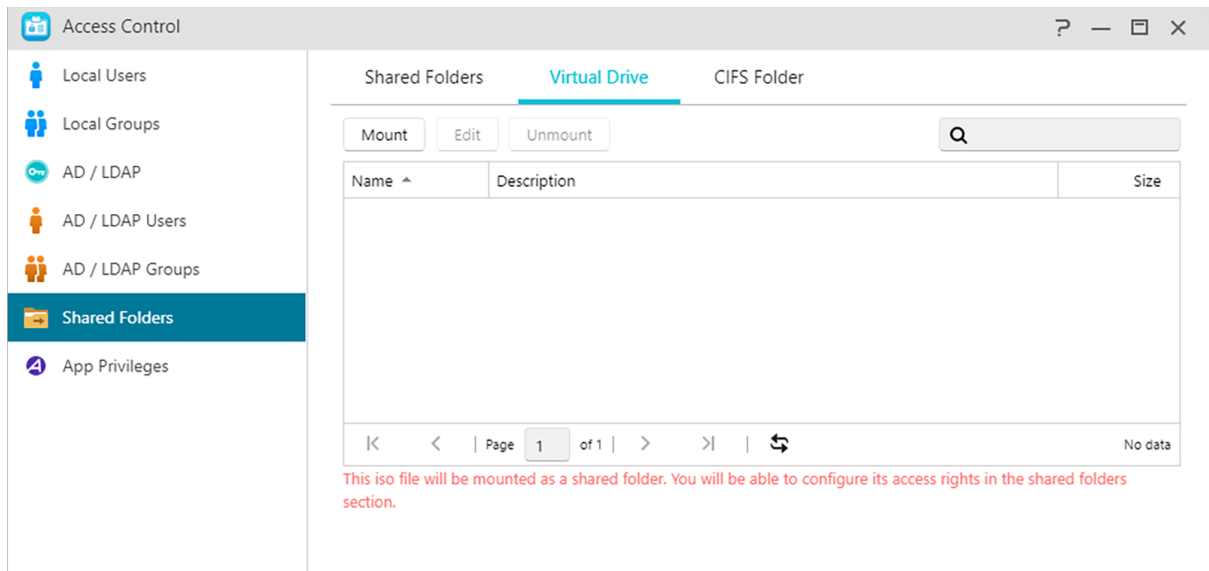 Access Control
Local Users
Local Groups
AD / LDAP
AD / LDAP Users
AD / LDAP Groups
Shared Folders
App Privileges
Shared Folders Virtual Drive CIFS Folder
Mount Edit Unmount
Name Description Size
Page 1 of 1 No data
This iso file will be mounted as a shared folder. You will be able to configure its access rights in the shared folders
section.